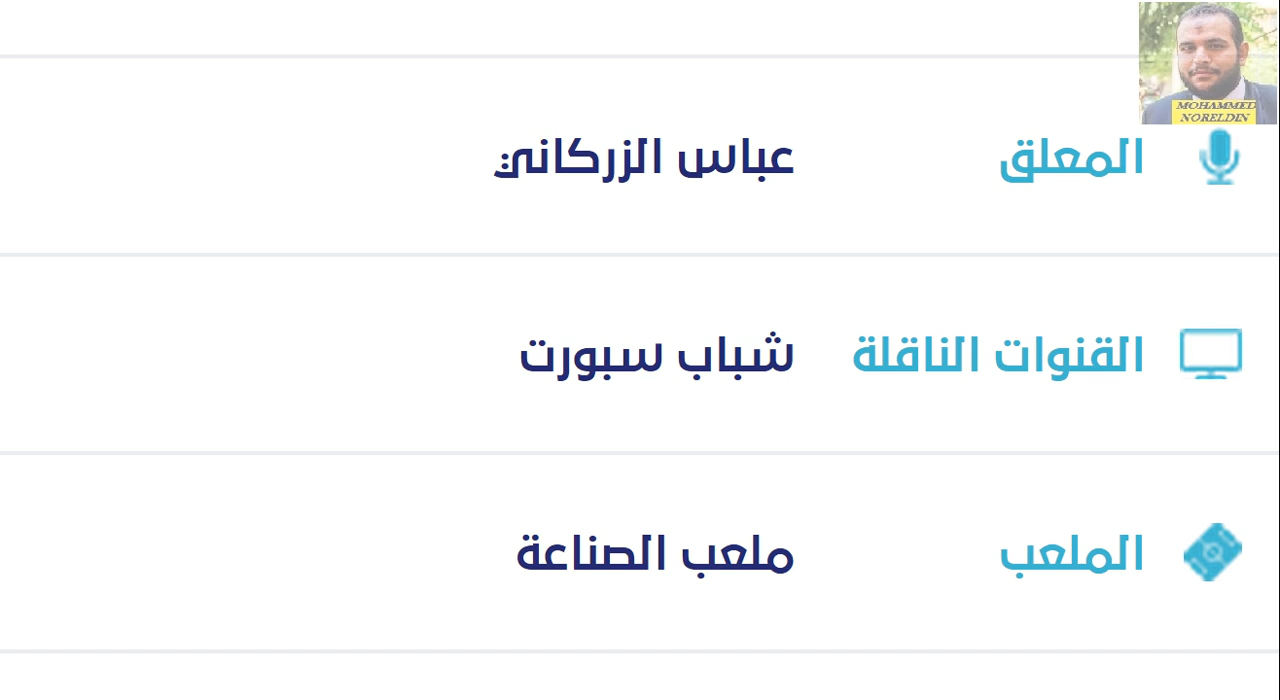 MOHAMMED
NORELDIN
المعلق عباس الزركاني
القنوات الناقلة شباب سبورت
الملعب ملعب الصناعة